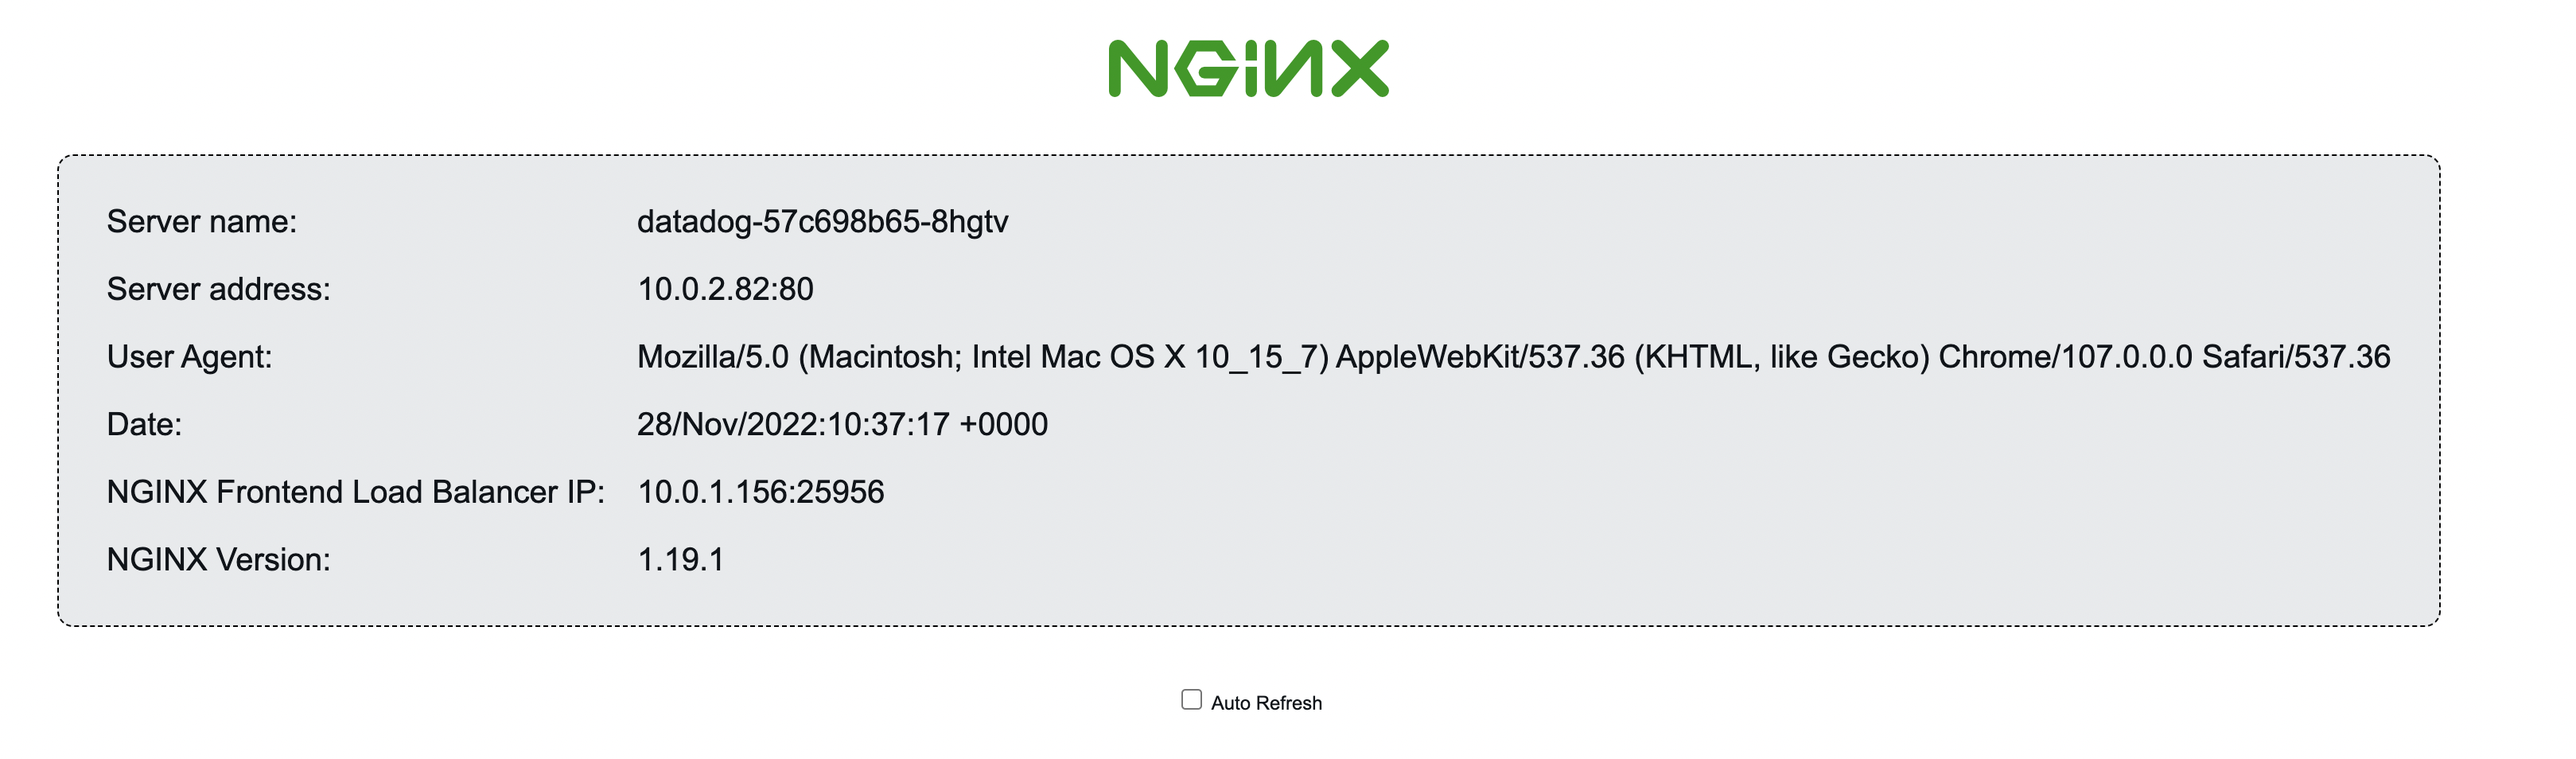 NGINX
Server name: datadog-57c698b65-8hgtv
Server address: 10.0.2.82:80
User Agent: Mozilla/5.0 (Macintosh; Intel Mac OS X 10_15_7) AppleWebKit/537.36 (KHTML, like Gecko) Chrome/107.0.0.0 Safari/537.36
Date: 28/Nov/2022:10:37:17 +0000
NGINX Frontend Load Balancer IP: 10.0.1.156:25956
NGINX Version: 1.19.1
Auto Refresh